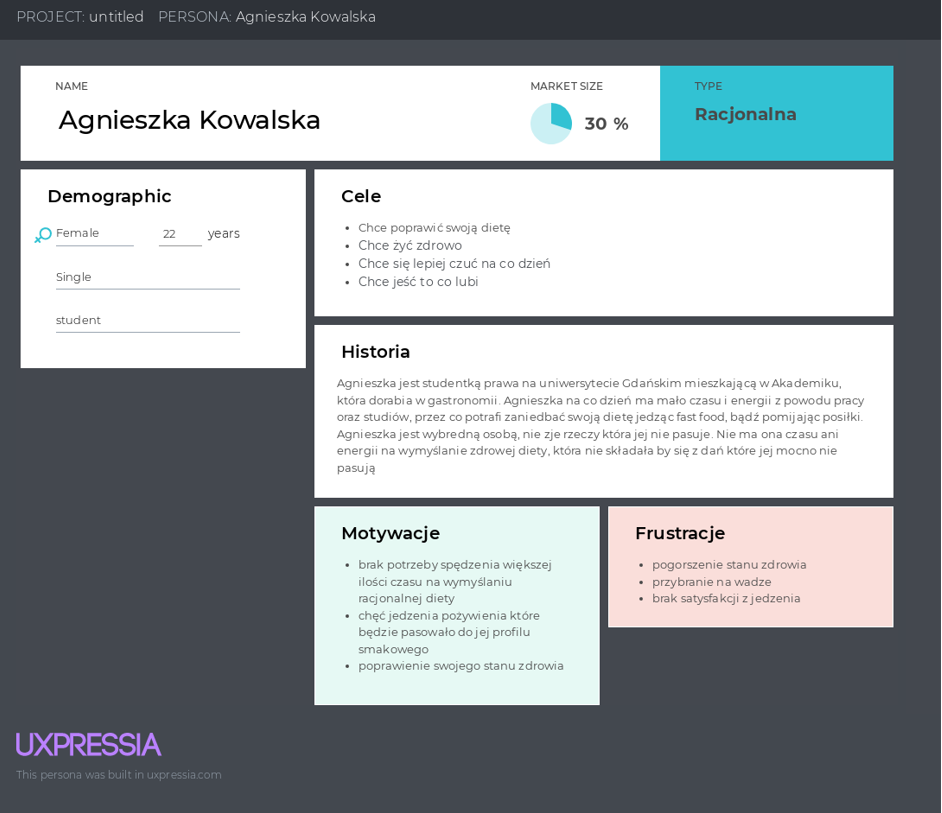 PROJECT: untitled PERSONA: Agnieszka Kowalska
NAME
Agnieszka Kowalska
MARKET SIZE
30 %
TYPE
Racjonalna
Demographic
Female 22 years
Single
student
Cele
• Chce poprawić swoją dietę
• Chce żyć zdrowo
• Chce się lepiej czuć na co dzień
• Chce jeść to co lubi
Historia
Agnieszka jest studentką prawa na uniwersytecie Gdańskim mieszkającą w Akademiku,
która dorabia w gastronomii. Agnieszka na co dzień ma mało czasu i energii z powodu pracy
oraz studiów, przez co potrafi zaniedbać swoją dietę jedząc fast food, bądź pomijając posiłki.
Agnieszka jest wybredną osobą, nie zje rzeczy która jej nie pasuje. Nie ma ona czasu ani
energii na wymyślanie zdrowej diety, która nie składała by się z dań które jej mocno nie
pasują
Motywacje
• brak potrzeby spędzenia większej
ilości czasu na wymyślaniu
racjonalnej diety
• chęć jedzenia pożywienia które
będzie pasowało do jej profilu
smakowego
• poprawienie swojego stanu zdrowia
Frustracje
• pogorszenie stanu zdrowia
• przybranie na wadze
• brak satysfakcji z jedzenia
UXPRESSIA
This persona was built in uxpressia.com